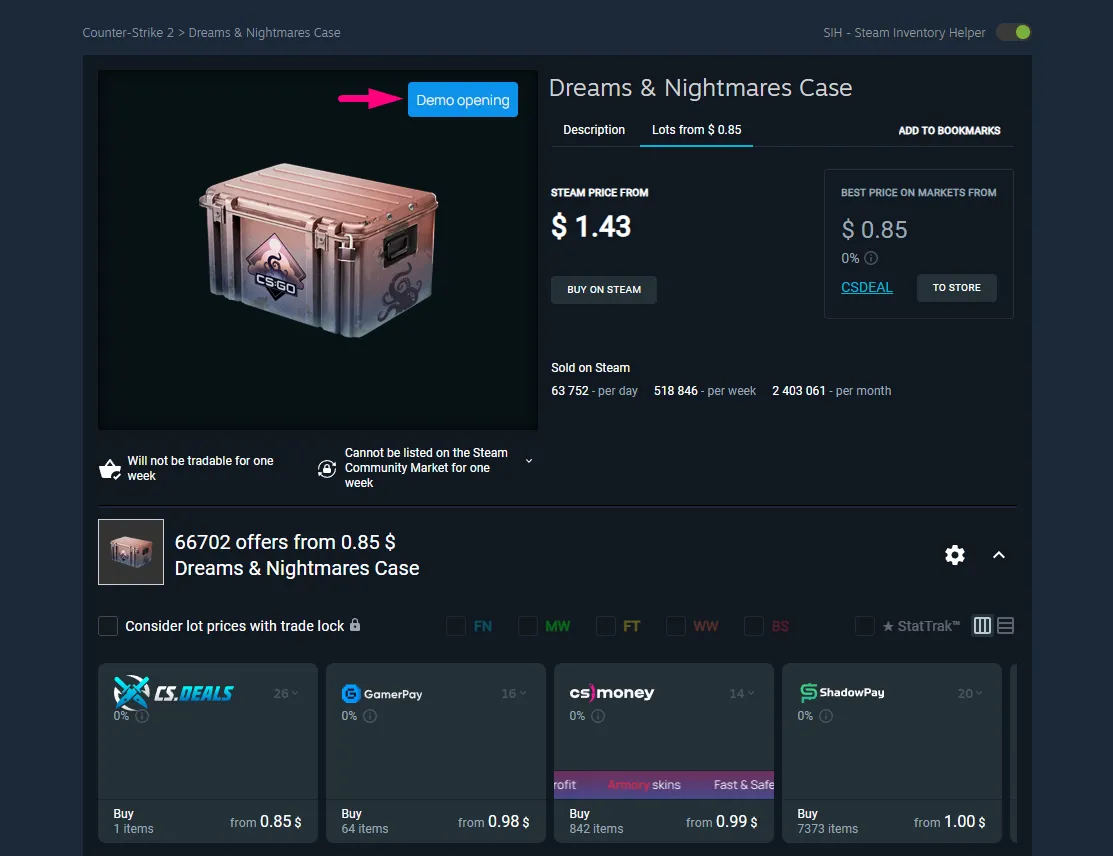 Counter-Strike 2 > Dreams & Nightmares Case
SIH - Steam Inventory Helper
Demo opening
CS:GO
Dreams & Nightmares Case
Description
Lots from $ 0.85
ADD TO BOOKMARKS
STEAM PRICE FROM
$ 1.43
BUY ON STEAM
BEST PRICE ON MARKETS FROM
$ 0.85
0%
CSDEAL
TO STORE
Sold on Steam
63 752 - per day 518 846 - per week 2 403 061 - per month
Will not be tradable for one
week
Cannot be listed on the Steam
Community Market for one
week
66702 offers from 0.85 $
Dreams & Nightmares Case
Consider lot prices with trade lock
FN MW FT WW BS
★ StatTrak™
CS.DEALS
26
0%
Buy
1 items
from 0.85 $
GamerPay
16
0%
Buy
64 items
from 0.98 $
cs money
14
0%
rofit Armory skins Fast & Safe
Buy
842 items
from 0.99 $
ShadowPay
20
0%
Buy
7373 items
from 1.00 $